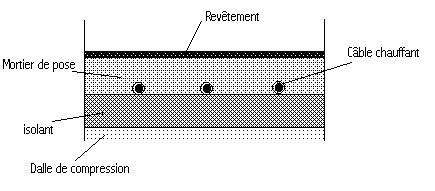 Revêtement
Mortier de pose
Câble chauffant
isolant
Dalle de compression